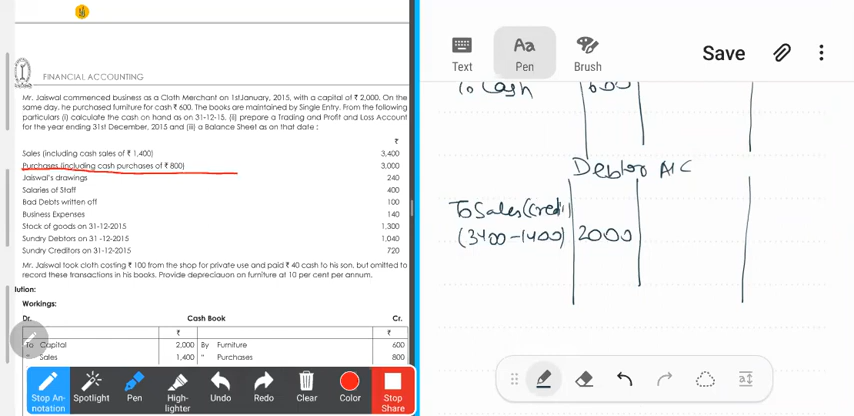 FINANCIAL ACCOUNTING
Mr. Jaiswal commenced business as a Cloth Merchant on 1stJanuary, 2015, with a capital of ₹ 2,000. On the
same day, he purchased furniture for cash ₹ 600. The books are maintained by Single Entry. From the following
particulars (i) calculate the cash on hand as on 31-12-15. (ii) prepare a Trading and Profit and Loss Account
for the year ending 31st December, 2015 and (iii) a Balance Sheet as on that date :
₹
Sales (including cash sales of ₹ 1,400) 3,400
Purchases (including cash purchases of ₹ 800) 3,000
Jaiswal's drawings 240
Salaries of Staff 400
Bad Debts written off 100
Business Expenses 140
Stock of goods on 31-12-2015 1,300
Sundry Debtors on 31 -12-2015 1,040
Sundry Creditors on 31-12-2015 720
Mr. Jaiswal took cloth costing ₹ 100 from the shop for private use and paid ₹ 40 cash to his son, but omitted to
record these transactions in his books. Provide depreciation on furniture at 10 per cent per annum.
lution:
Workings:
Dr. Cash Book Cr.
₹ ₹
To Capital 2,000 By Furniture 600
" Sales 1,400 " Purchases 800
Stop An-
notation
Spotlight
Pen
High-
lighter
Undo
Redo
Clear
Color
Stop
Share
Text
Aa
Pen
Brush
Save
To Cash 600
Debtor A/C
To Sales(Credit)
(3400-1400) 2000